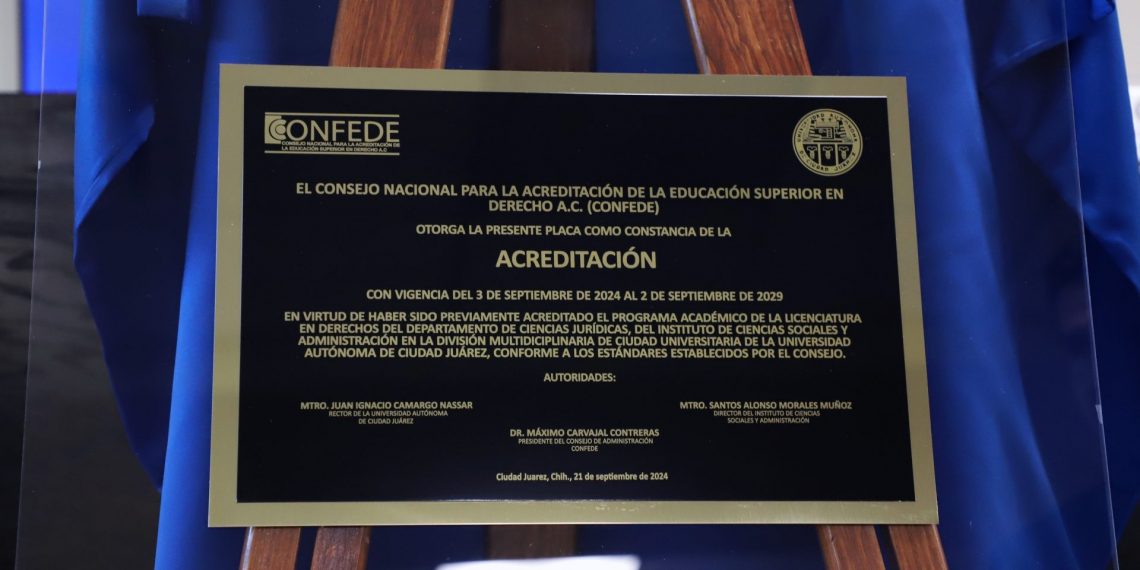 CONFEDE
CONSEJO NACIONAL PARA LA ACREDITACIÓN DE
LA EDUCACIÓN SUPERIOR EN DERECHO A.C
EL CONSEJO NACIONAL PARA LA ACREDITACIÓN DE LA EDUCACIÓN SUPERIOR EN
DERECHO A.C. (CONFEDE)
OTORGA LA PRESENTE PLACA COMO CONSTANCIA DE LA
ACREDITACIÓN
CON VIGENCIA DEL 3 DE SEPTIEMBRE DE 2024 AL 2 DE SEPTIEMBRE DE 2029
EN VIRTUD DE HABER SIDO PREVIAMENTE ACREDITADO EL PROGRAMA ACADÉMICO DE LA LICENCIATURA
EN DERECHOS DEL DEPARTAMENTO DE CIENCIAS JURÍDICAS, DEL INSTITUTO DE CIENCIAS SOCIALES Y
ADMINISTRACIÓN EN LA DIVISIÓN MULTIDICIPLINARIA DE CIUDAD UNIVERSITARIA DE LA UNIVERSIDAD
AUTÓNOMA DE CIUDAD JUÁREZ, CONFORME A LOS ESTÁNDARES ESTABLECIDOS POR EL CONSEJO.
AUTORIDADES:
MTRO. JUAN IGNACIO CAMARGO NASSAR
RECTOR DE LA UNIVERSIDAD AUTÓNOMA
DE CIUDAD JUÁREZ
MTRO. SANTOS ALONSO MORALES MUÑOZ
DIRECTOR DEL INSTITUTO DE CIENCIAS
SOCIALES Y ADMINISTRACIÓN
DR. MÁXIMO CARVAJAL CONTRERAS
PRESIDENTE DEL CONSEJO DE ADMINISTRACIÓN
CONFEDE
Ciudad Juarez, Chih., 21 de septiembre de 2024